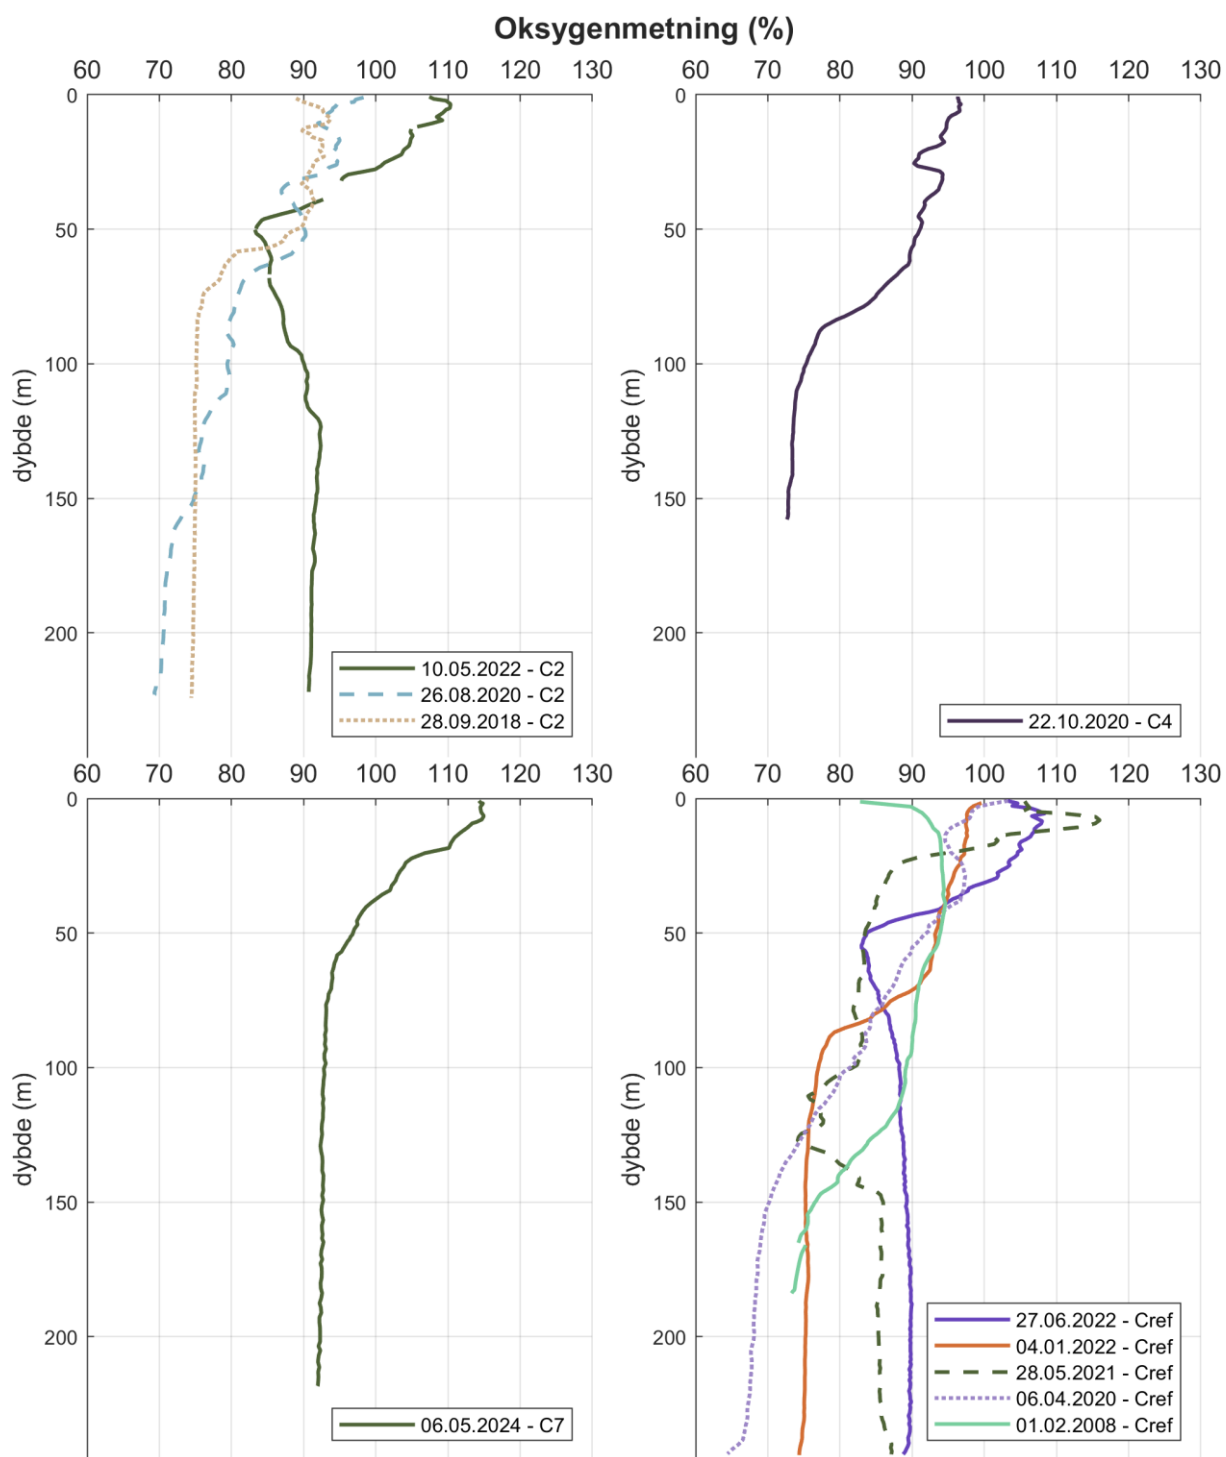 Oksygenmetning (%)
60 70 80 90 100 110 120 130
60 70 80 90 100 110 120 130
0
50
100
150
200
dybde (m)
10.05.2022 - C2
26.08.2020 - C2
28.09.2018 - C2
0
50
100
150
200
dybde (m)
22.10.2020 - C4
60 70 80 90 100 110 120 130
60 70 80 90 100 110 120 130
0
50
100
150
200
dybde (m)
06.05.2024 - C7
0
50
100
150
200
dybde (m)
27.06.2022 - Cref
04.01.2022 - Cref
28.05.2021 - Cref
06.04.2020 - Cref
01.02.2008 - Cref